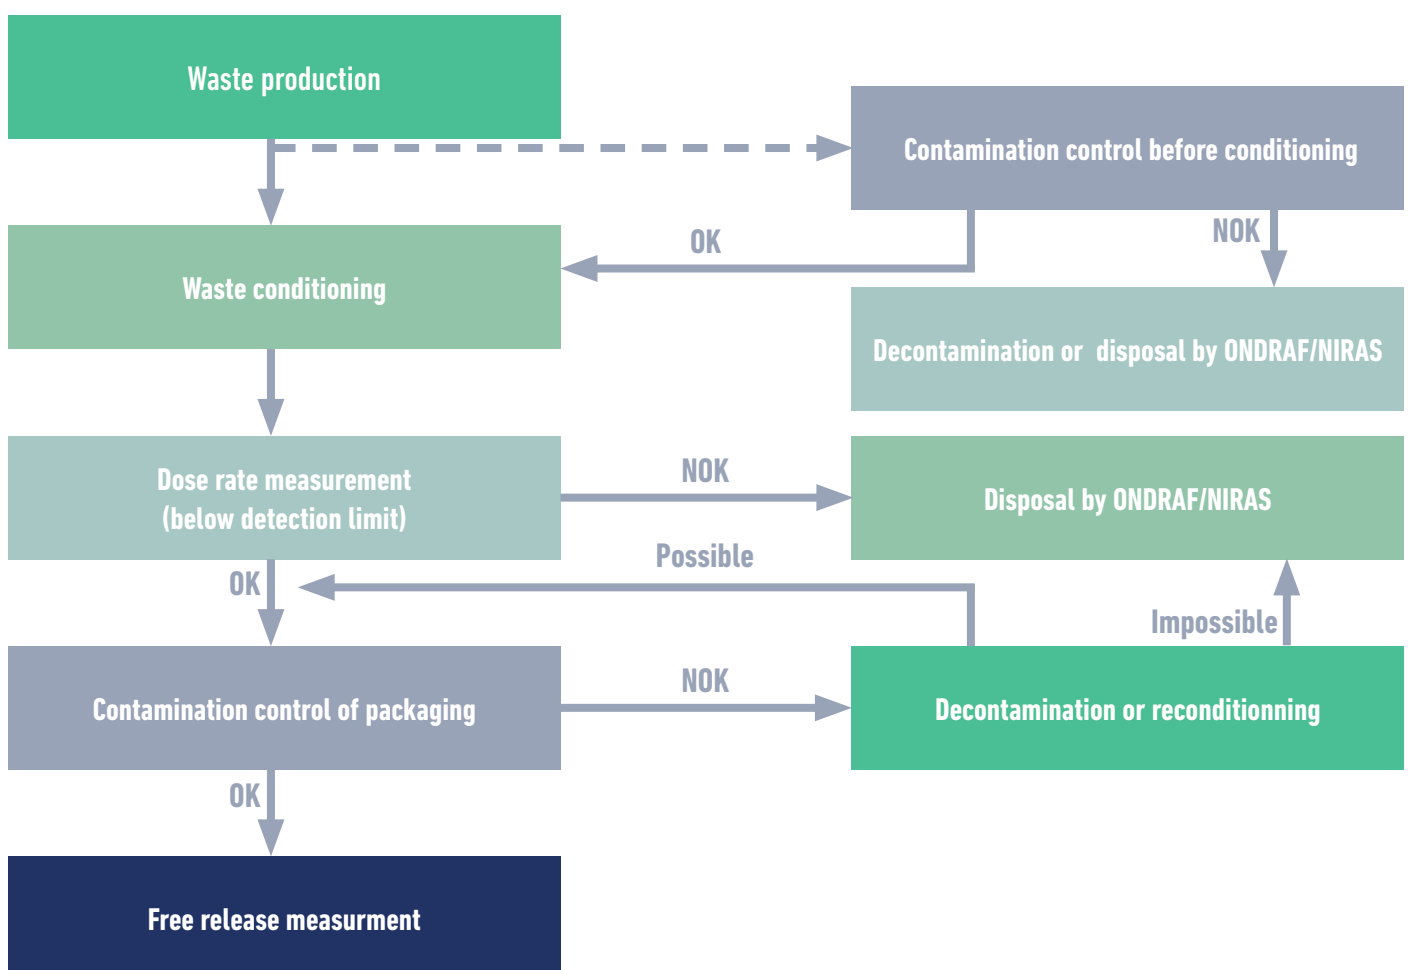 Waste production
Contamination control before conditioning
OK
NOK
Waste conditioning
Decontamination or  disposal by ONDRAF/NIRAS
Dose rate measurement
(below detection limit)
NOK
Disposal by ONDRAF/NIRAS
Possible
OK
Impossible
Contamination control of packaging
NOK
Decontamination or reconditionning
OK
Free release measurment